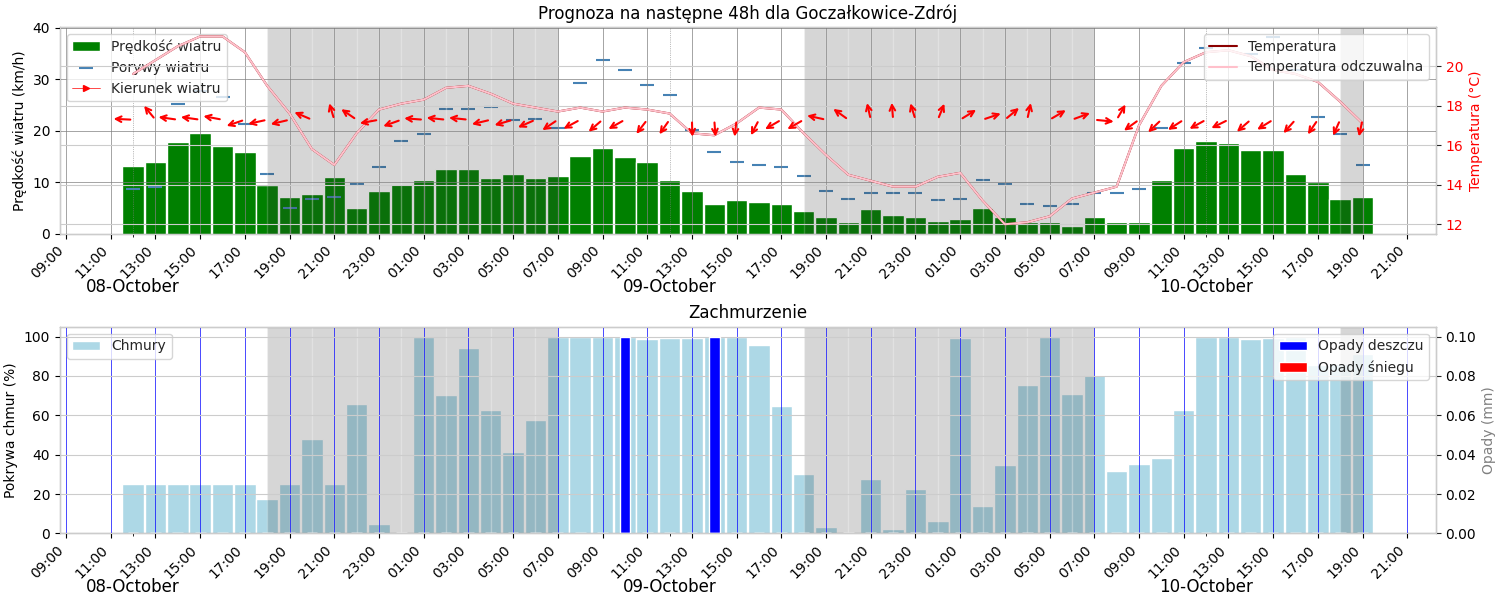 Prognoza na następne 48h dla Goczałkowice-Zdrój
Prędkość wiatru (km/h)
40
30
20
10
0
Prędkość wiatru
Porywy wiatru
Kierunek wiatru
Temperatura
Temperatura odczuwalna
20
18
16
14
12
Temperatura (°C)
09:00 11:00 13:00 15:00 17:00 19:00 21:00 23:00 01:00 03:00 05:00 07:00 09:00 11:00 13:00 15:00 17:00 19:00 21:00 23:00 01:00 03:00 05:00 07:00 09:00 11:00 13:00 15:00 17:00 19:00 21:00
08-October 09-October 10-October
Zachmurzenie
Pokrywa chmur (%)
100
80
60
40
20
0
Chmury
Opady deszczu
Opady śniegu
0.10
0.08
0.06
0.04
0.02
0.00
Opady (mm)
09:00 11:00 13:00 15:00 17:00 19:00 21:00 23:00 01:00 03:00 05:00 07:00 09:00 11:00 13:00 15:00 17:00 19:00 21:00 23:00 01:00 03:00 05:00 07:00 09:00 11:00 13:00 15:00 17:00 19:00 21:00
08-October 09-October 10-October